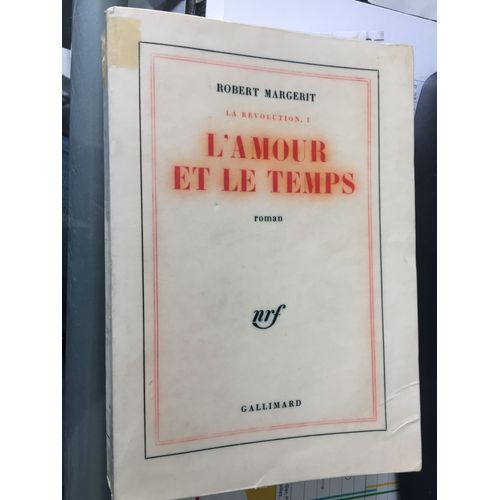 ROBERT MARGERIT
LA RÉVOLUTION, I
L'AMOUR
ET LE TEMPS
roman
nrf
GALLIMARD